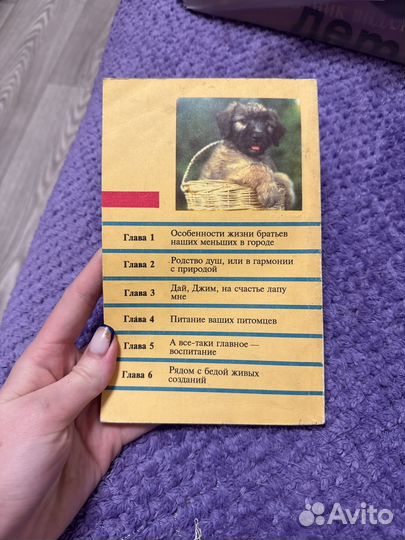 лет
Глава 1 Особенности жизни братьев
наших меньших в городе
Глава 2 Родство душ, или в гармонии
с природой
Глава 3 Дай, Джим, на счастье лапу
мне
Глава 4 Питание ваших питомцев
Глава 5 А все-таки главное —
воспитание
Глава 6 Рядом с бедой живых
созданий
Avito